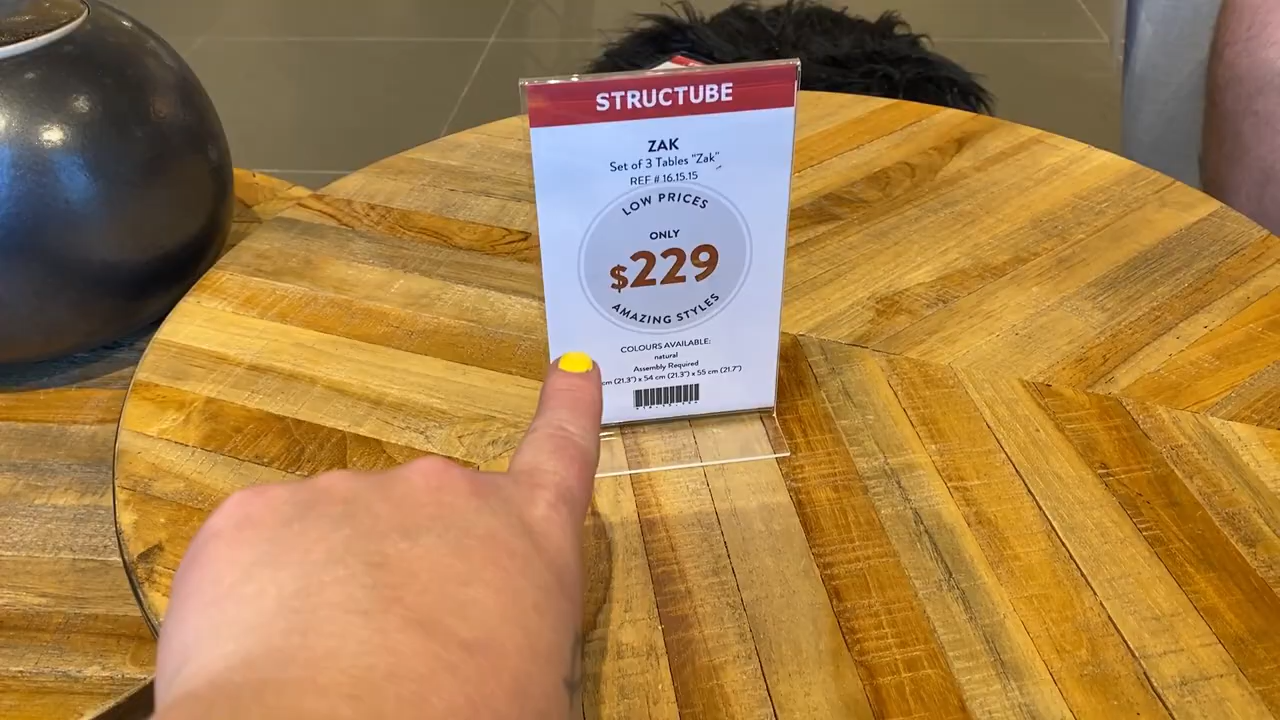 STRUCTUBE
ZAK
Set of 3 Tables "Zak"
REF # 16.15.15
LOW PRICES
ONLY
$229
AMAZING STYLES
COLOURS AVAILABLE:
natural
Assembly Required
cm (21.3") x 54 cm (21.3") x 55 cm (21.7")